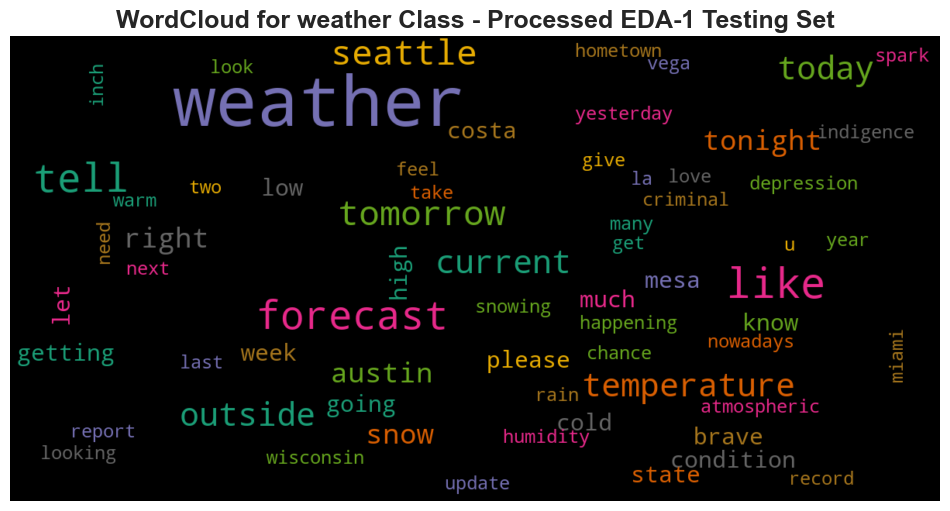 WordCloud for weather Class - Processed EDA-1 Testing Set
seattle
hometown
spark
look
vega
today
inch
weather
yesterday
costa
tonight
indigence
give
tell
feel
la
love
depression
two
low
take
criminal
warm
tomorrow
many
need
right
get
u
year
next
high
current
like
mesa
let
forecast
snowing
much
happening
know
getting
last
week
please
chance
nowadays
miami
austin
temperature
rain
outside
going
atmospheric
cold
report
snow
humidity
brave
looking
wisconsin
condition
update
state
record